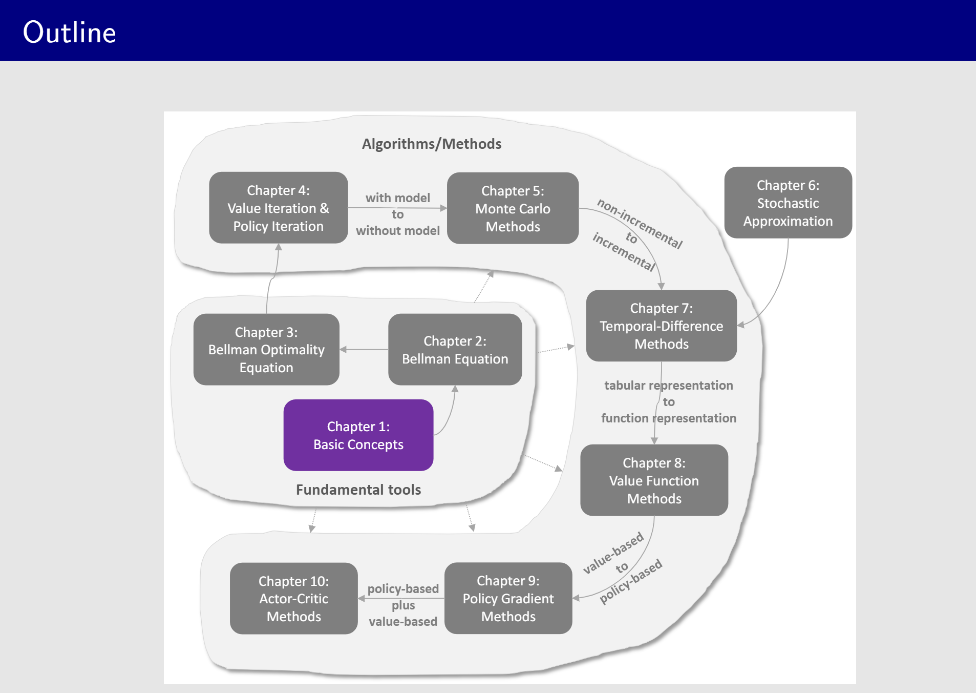 Outline
Algorithms/Methods
Chapter 4:
Value Iteration &
Policy Iteration
with model
to
without model
Chapter 5:
Monte Carlo
Methods
non-incremental
to
incremental
Chapter 6:
Stochastic
Approximation
Chapter 7:
Temporal-Difference
Methods
Chapter 3:
Bellman Optimality
Equation
Chapter 2:
Bellman Equation
Chapter 1:
Basic Concepts
Fundamental tools
tabular representation
to
function representation
Chapter 8:
Value Function
Methods
value-based
to
policy-based
Chapter 9:
Policy Gradient
Methods
policy-based
plus
value-based
Chapter 10:
Actor-Critic
Methods